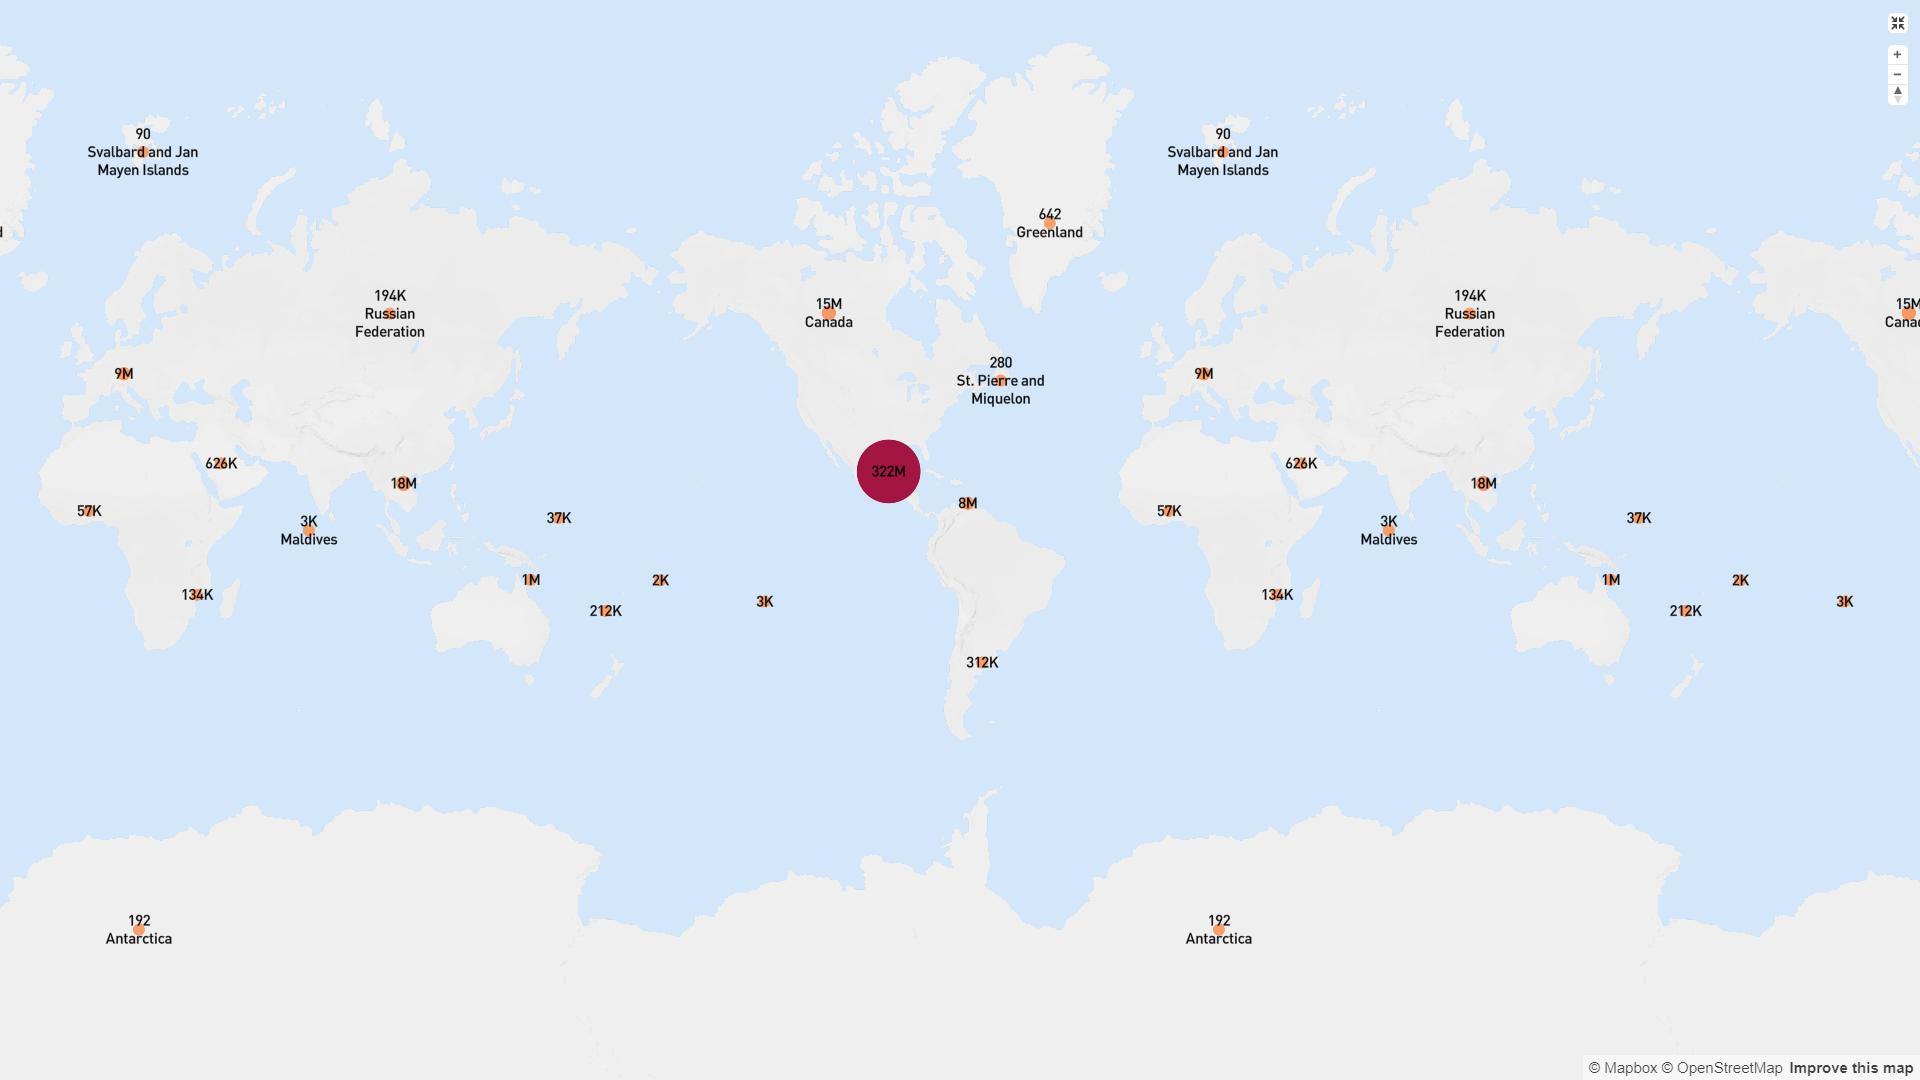 90
Svalbard and Jan
Mayen Islands
90
Svalbard and Jan
Mayen Islands
642
Greenland
194K
Russian
Federation
15M
Canada
194K
Russian
Federation
15M
280
St. Pierre and
Miquelon
9M
9M
626K
322M
626K
18M
18M
57K
8M
57K
3K
Maldives
37K
3K
Maldives
37K
1M
2K
1M
2K
134K
3K
134K
3K
212K
212K
312K
192
Antarctica
192
Antarctica
© Mapbox © OpenStreetMap Improve this map